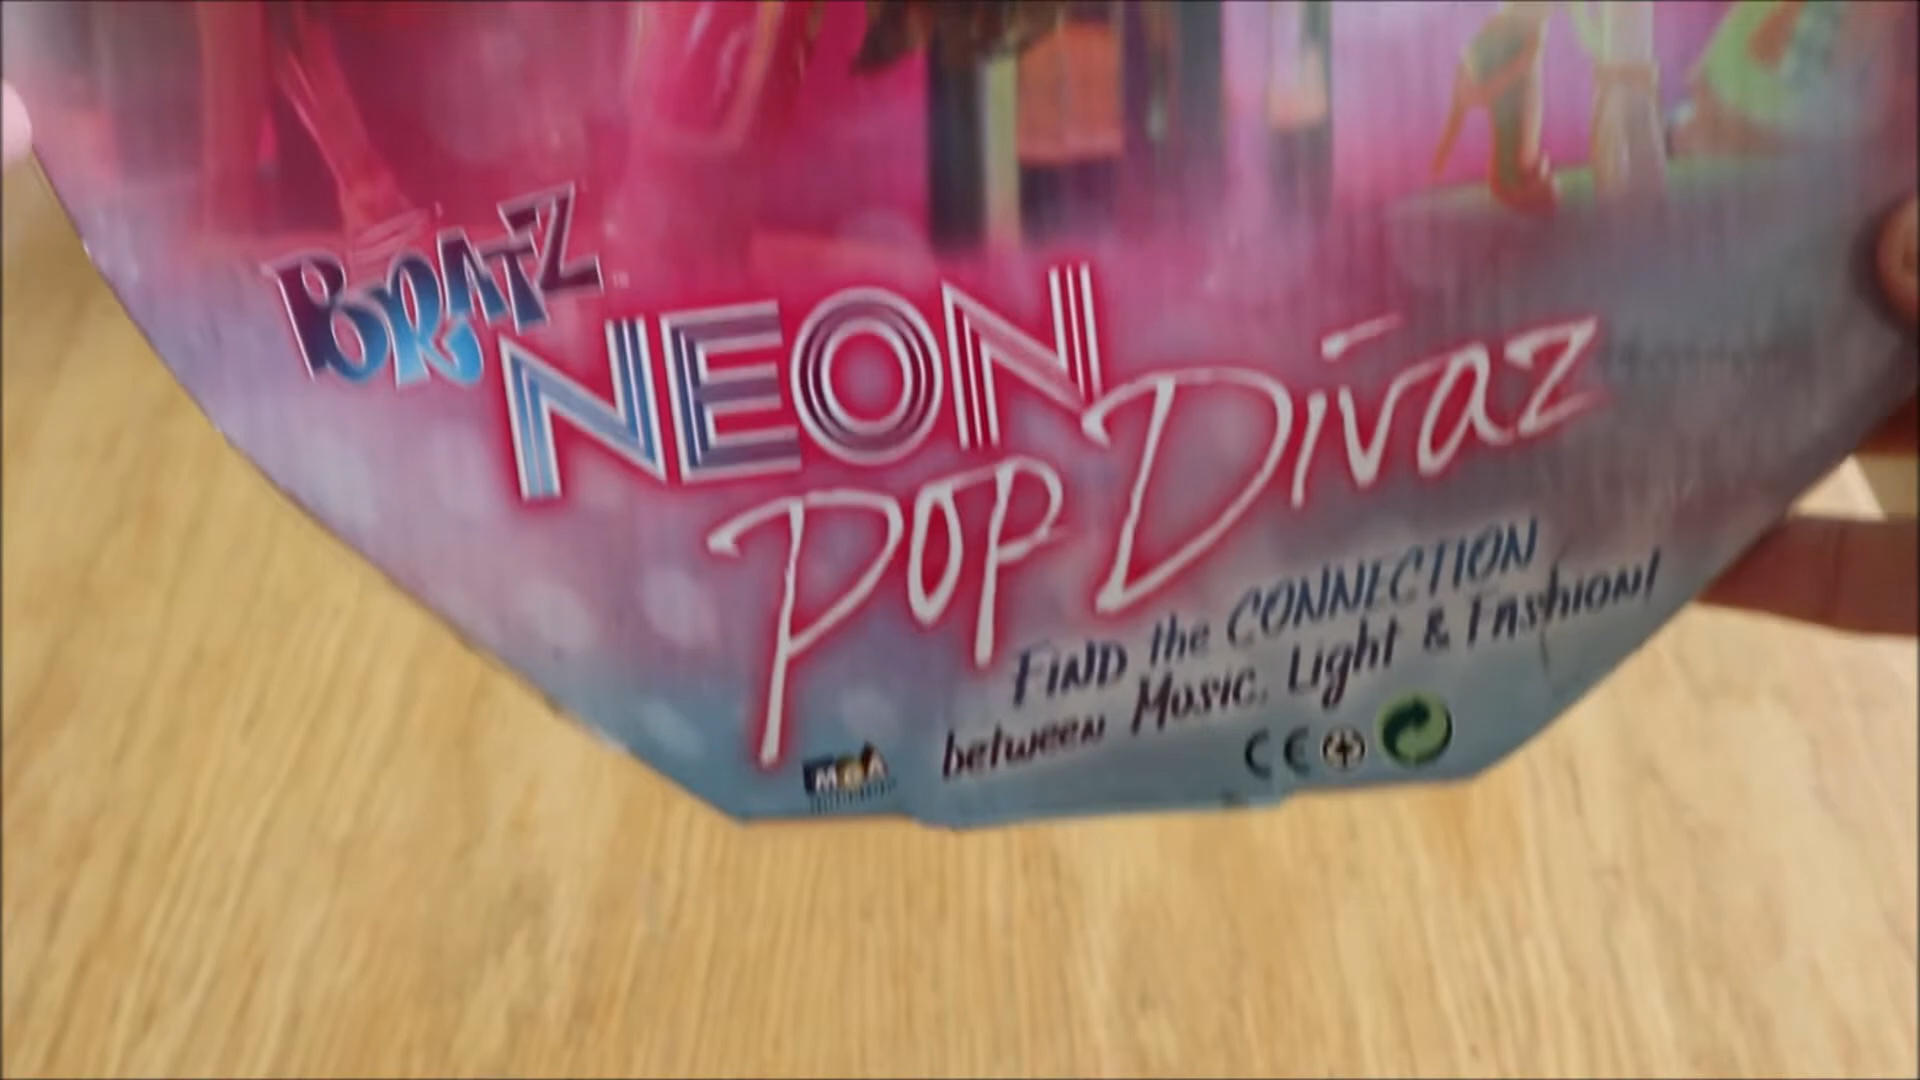 BRATZ
NEON
POP Divaz
FIND the CONNECTION
between Music, Light & Fashion!
MGA
CE